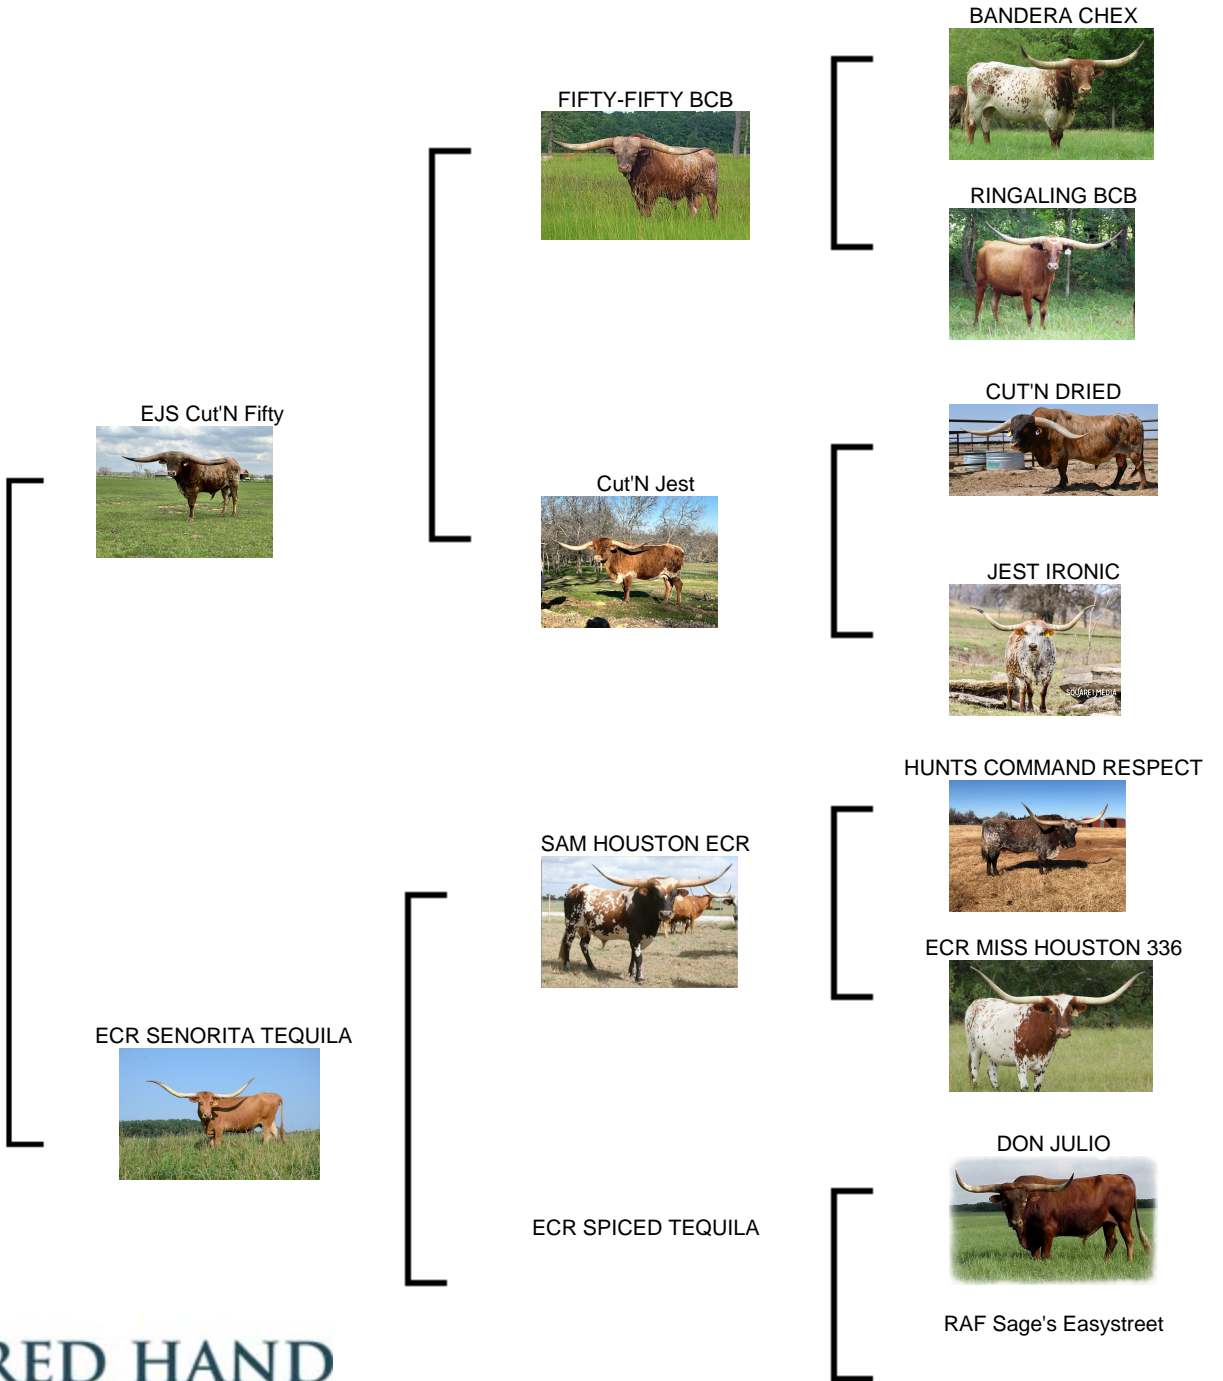 BANDERA CHEX
FIFTY-FIFTY BCB
RINGALING BCB
CUT'N DRIED
EJS Cut'N Fifty
Cut'N Jest
JEST IRONIC
SQUARE1 MEDIA
HUNTS COMMAND RESPECT
SAM HOUSTON ECR
ECR MISS HOUSTON 336
ECR SENORITA TEQUILA
DON JULIO
ECR SPICED TEQUILA
RAF Sage's Easystreet
RED HAND